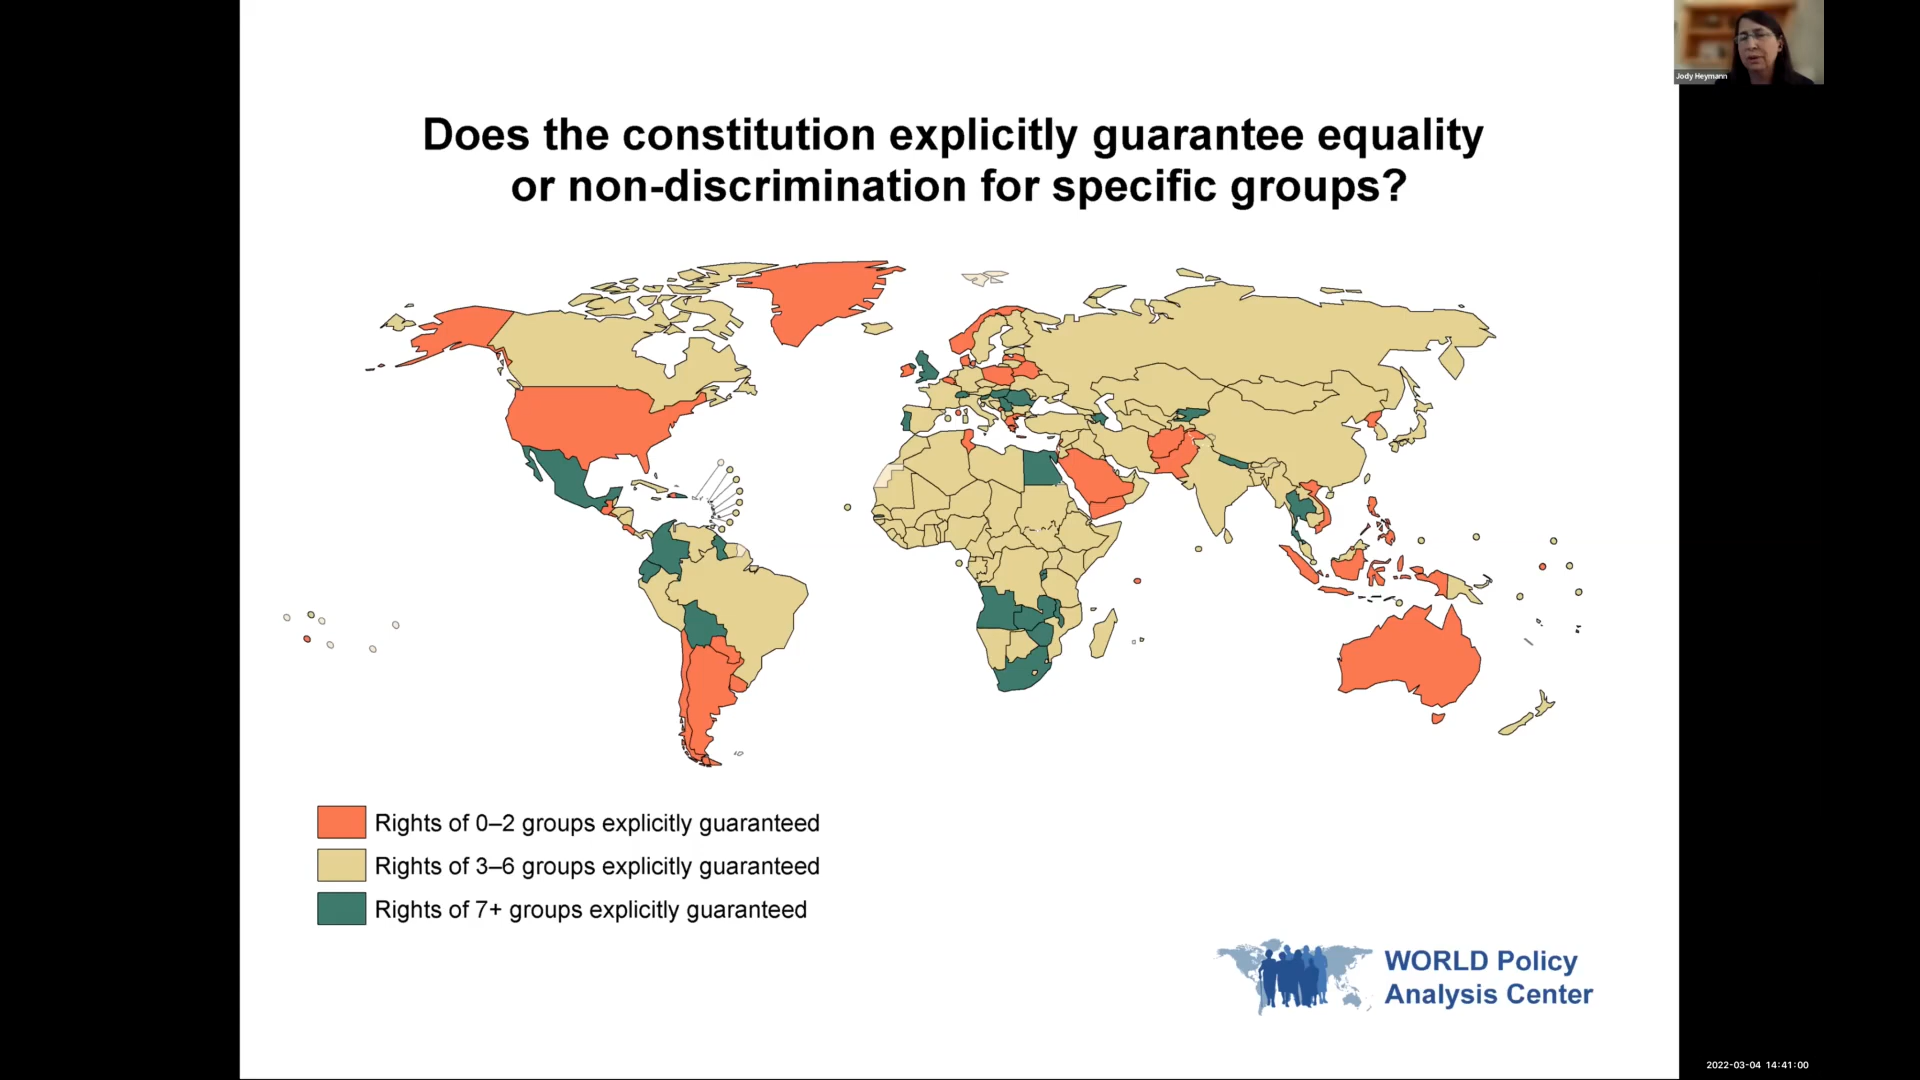 Jody Heymann
Does the constitution explicitly guarantee equality
or non-discrimination for specific groups?
Rights of 0–2 groups explicitly guaranteed
Rights of 3–6 groups explicitly guaranteed
Rights of 7+ groups explicitly guaranteed
WORLD Policy
Analysis Center
2022-03-04 14:41:00